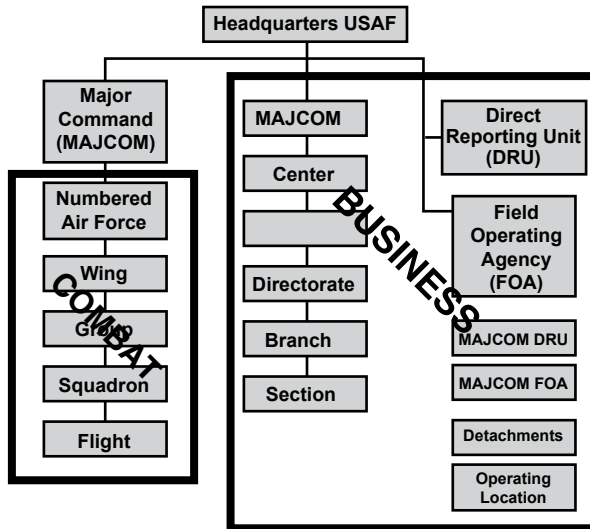 Headquarters USAF
Major
Command
(MAJCOM)
Numbered
Air Force
Wing
Group
Squadron
Flight
COMBAT
MAJCOM
Center
Directorate
Branch
Section
BUSINESS
Direct
Reporting Unit
(DRU)
Field
Operating
Agency
(FOA)
MAJCOM DRU
MAJCOM FOA
Detachments
Operating
Location